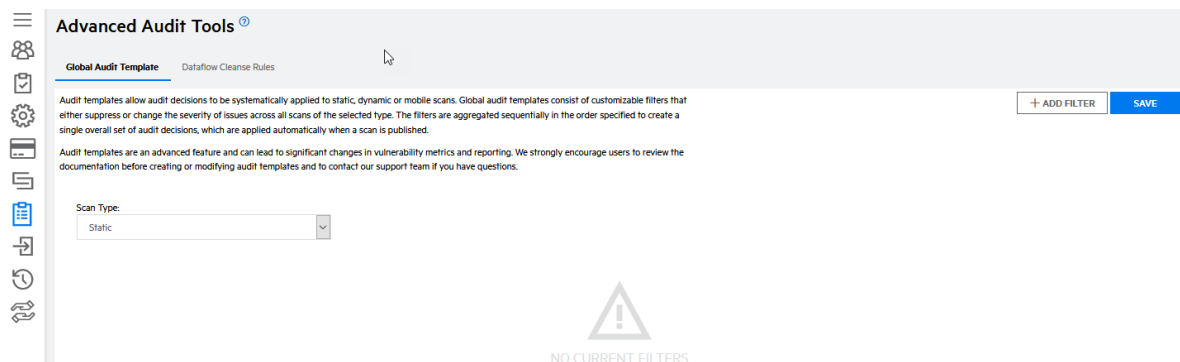 Advanced Audit Tools ?
Global Audit Template Dataflow Cleanse Rules
Audit templates allow audit decisions to be systematically applied to static, dynamic or mobile scans. Global audit templates consist of customizable filters that
either suppress or change the severity of issues across all scans of the selected type. The filters are aggregated sequentially in the order specified to create a
single overall set of audit decisions, which are applied automatically when a scan is published.
+ ADD FILTER SAVE
Audit templates are an advanced feature and can lead to significant changes in vulnerability metrics and reporting. We strongly encourage users to review the
documentation before creating or modifying audit templates and to contact our support team if you have questions.
Scan Type:
Static
NO CURRENT FILTERS